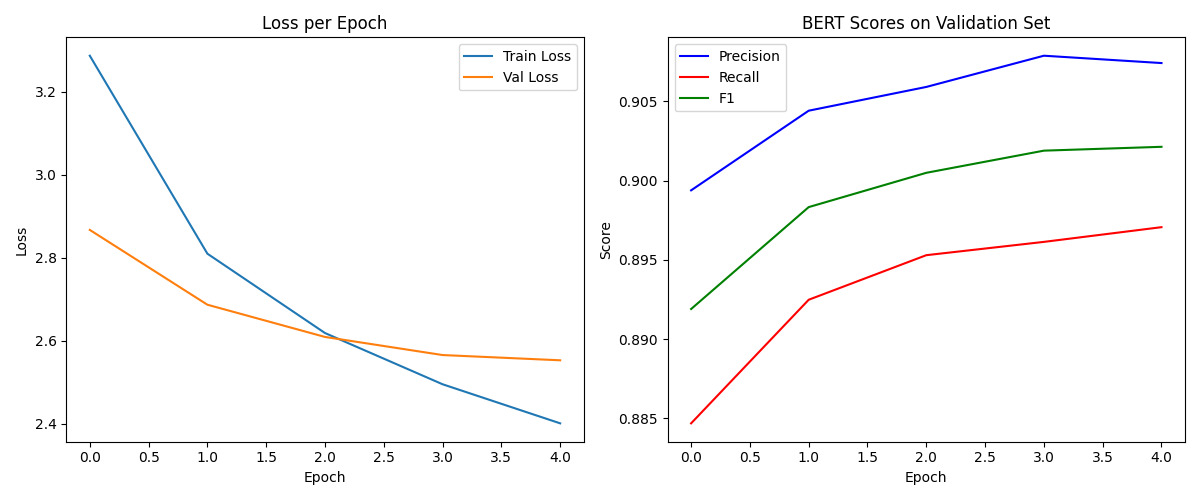 Loss per Epoch
Train Loss
Val Loss
3.2
3.0
2.8
2.6
2.4
Loss
0.0 0.5 1.0 1.5 2.0 2.5 3.0 3.5 4.0
Epoch
BERT Scores on Validation Set
Precision
Recall
F1
0.905
0.900
0.895
0.890
0.885
Score
0.0 0.5 1.0 1.5 2.0 2.5 3.0 3.5 4.0
Epoch